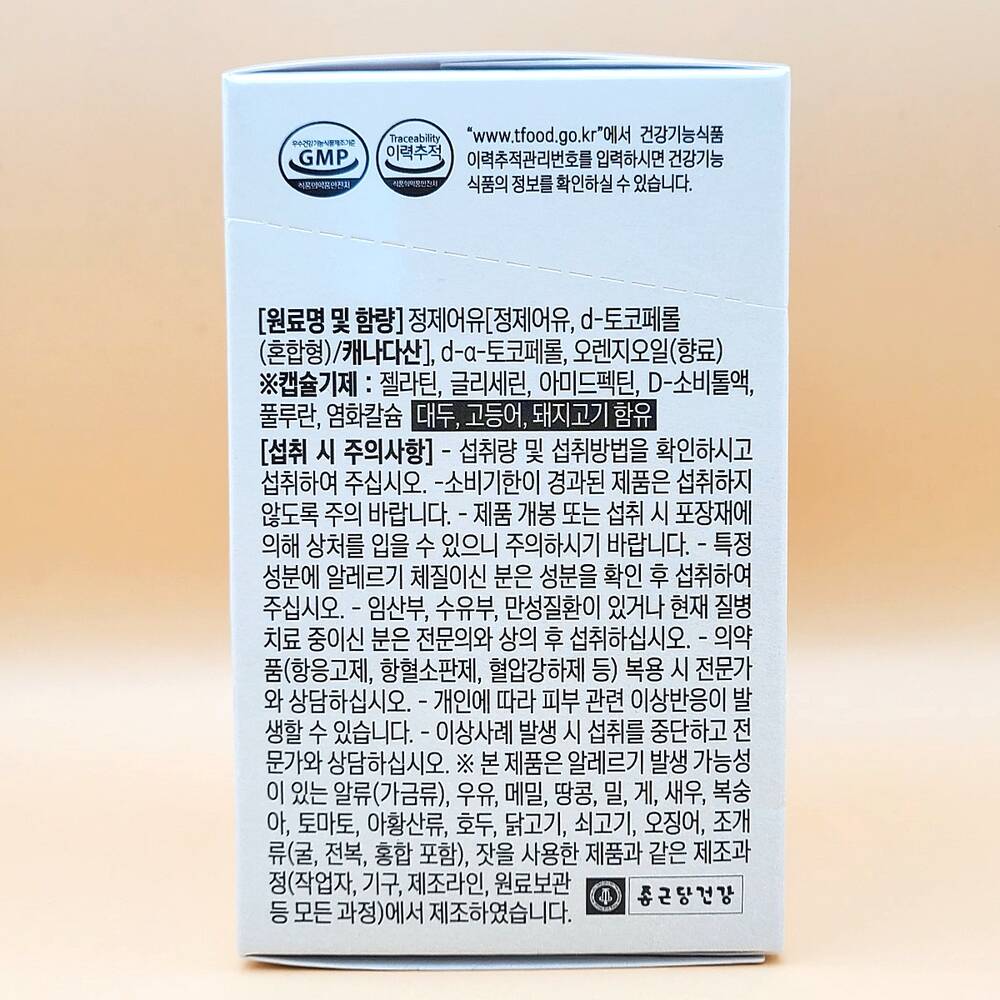 우수건강기능식품제조기준
GMP
식품의약품안전처
Traceability
이력추적
식품의약품안전처
“www.tfood.go.kr”에서 건강기능식품
이력추적관리번호를 입력하시면 건강기능
식품의 정보를 확인하실 수 있습니다.
[원료명 및 함량] 정제어유[정제어유, d-토코페롤
(혼합형)/캐나다산], d-α-토코페롤, 오렌지오일(향료)
※캡슐기제 : 젤라틴, 글리세린, 아미드펙틴, D-소비톨액,
풀루란, 염화칼슘 대두, 고등어, 돼지고기 함유
[섭취 시 주의사항] - 섭취량 및 섭취방법을 확인하시고
섭취하여 주십시오. -소비기한이 경과된 제품은 섭취하지
않도록 주의 바랍니다. - 제품 개봉 또는 섭취 시 포장재에
의해 상처를 입을 수 있으니 주의하시기 바랍니다. - 특정
성분에 알레르기 체질이신 분은 성분을 확인 후 섭취하여
주십시오. - 임산부, 수유부, 만성질환이 있거나 현재 질병
치료 중이신 분은 전문의와 상의 후 섭취하십시오. - 의약
품(항응고제, 항혈소판제, 혈압강하제 등) 복용 시 전문가
와 상담하십시오. - 개인에 따라 피부 관련 이상반응이 발
생할 수 있습니다. - 이상사례 발생 시 섭취를 중단하고 전
문가와 상담하십시오. ※ 본 제품은 알레르기 발생 가능성
이 있는 알류(가금류), 우유, 메밀, 땅콩, 밀, 게, 새우, 복숭
아, 토마토, 아황산류, 호두, 닭고기, 쇠고기, 오징어, 조개
류(굴, 전복, 홍합 포함), 잣을 사용한 제품과 같은 제조과
정(작업자, 기구, 제조라인, 원료보관
등 모든 과정)에서 제조하였습니다.
종근당건강